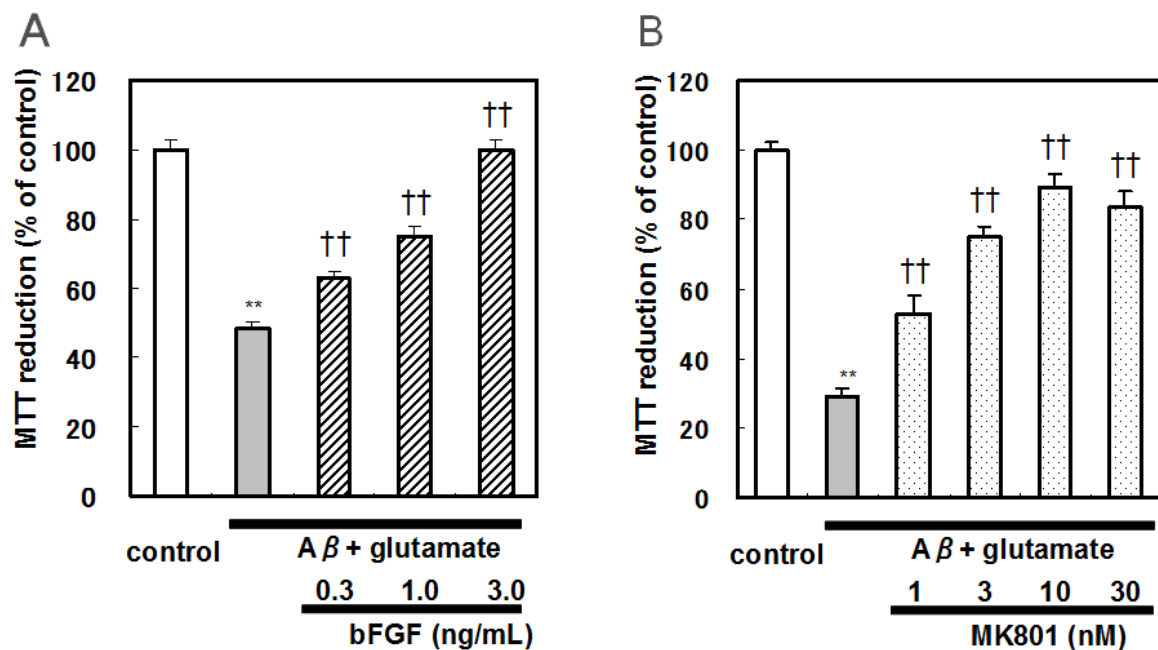 A
MTT reduction (% of control)
120
100
80
60
40
20
0
**
††
††
††
control
Aβ + glutamate
0.3 1.0 3.0
bFGF (ng/mL)
B
MTT reduction (% of control)
120
100
80
60
40
20
0
**
††
††
††
††
control
Aβ + glutamate
1 3 10 30
MK801 (nM)